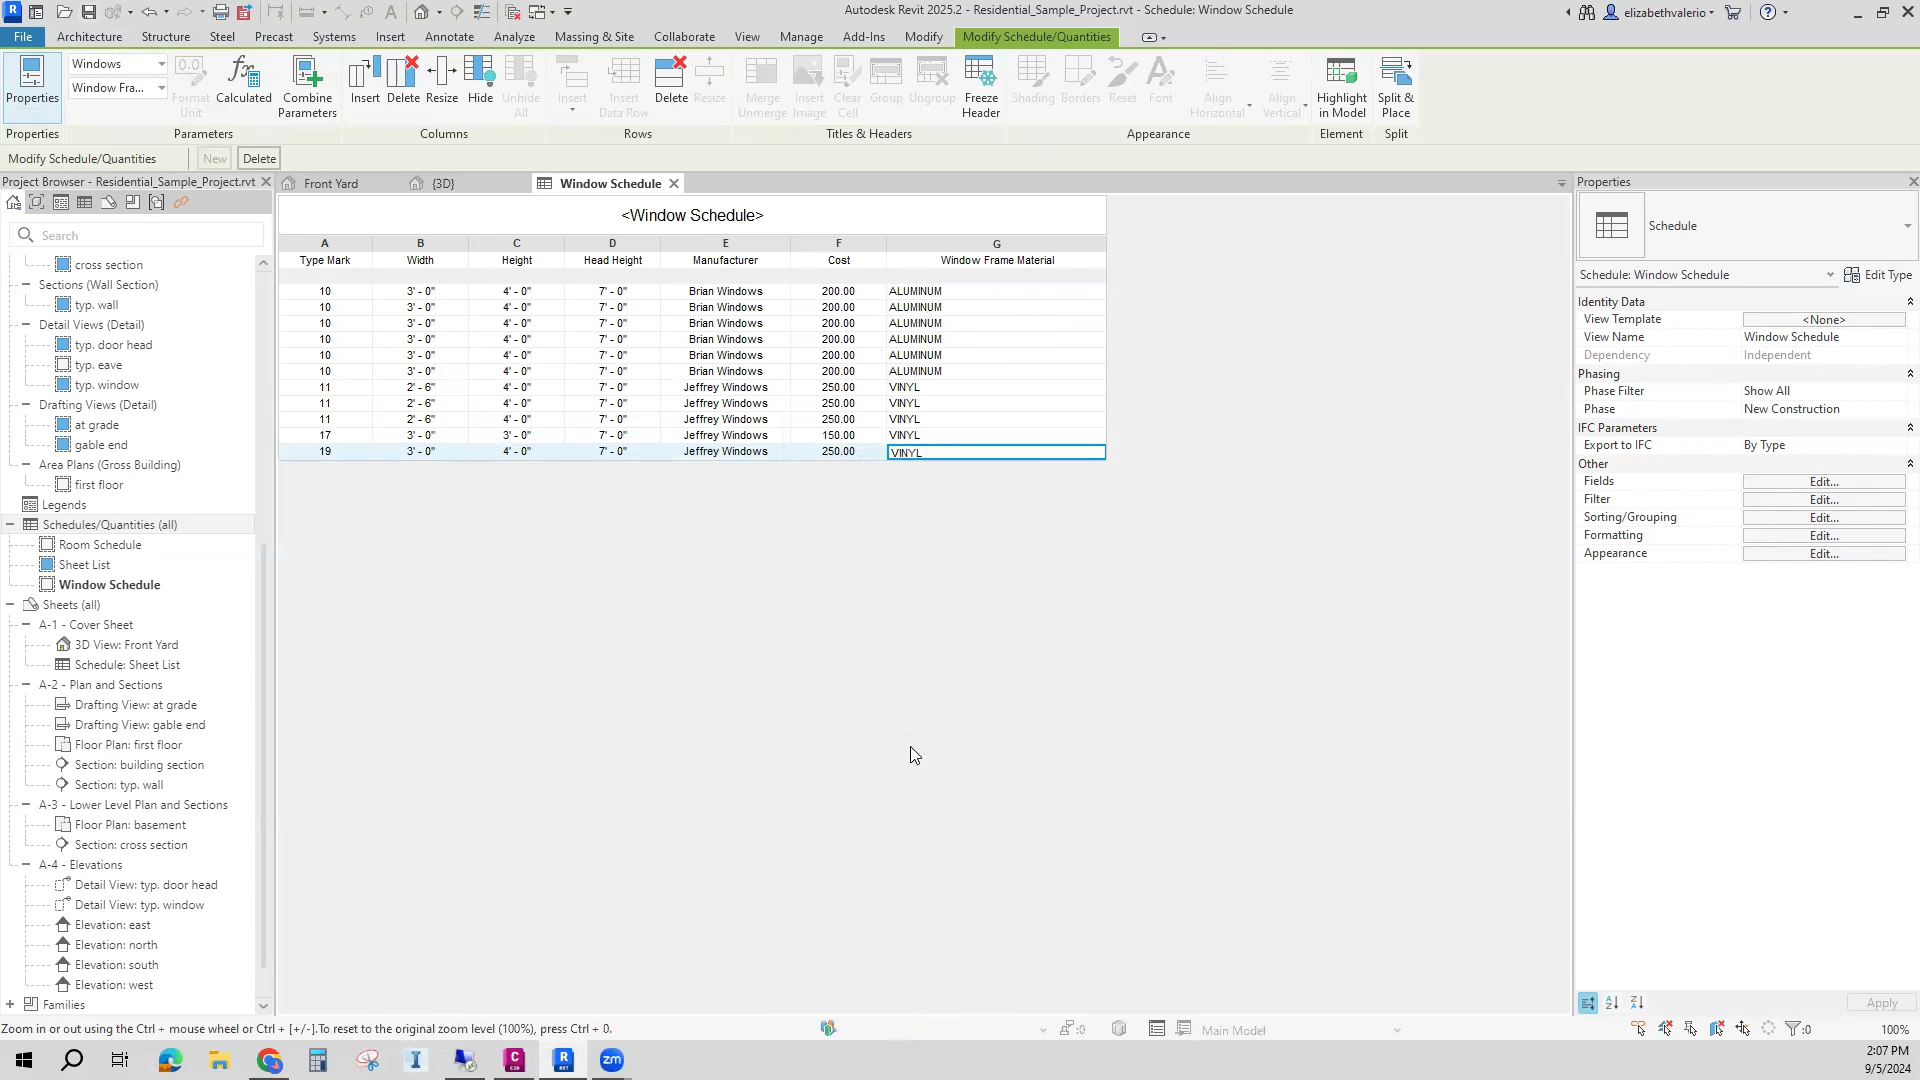 Autodesk Revit 2025.2 - Residential_Sample_Project.rvt - Schedule: Window Schedule
elizabethvalerio
File Architecture Structure Steel Precast Systems Insert Annotate Analyze Massing & Site Collaborate View Manage Add-Ins Modify Modify Schedule/Quantities
Properties
Windows
Window Fra...
Format Unit
Calculated
Combine Parameters
Insert Delete Resize Hide Unhide All
Insert
Insert Data Row
Delete Resize
Merge Unmerge
Insert Image
Clear Cell
Group Ungroup
Freeze Header
Shading Borders Reset Font
Align Horizontal
Align Vertical
Highlight in Model
Split & Place
Properties Parameters Columns Rows Titles & Headers Appearance Element Split
Modify Schedule/Quantities New Delete
Project Browser - Residential_Sample_Project.rvt
Search
cross section
Sections (Wall Section)
typ. wall
Detail Views (Detail)
typ. door head
typ. eave
typ. window
Drafting Views (Detail)
at grade
gable end
Area Plans (Gross Building)
first floor
Legends
Schedules/Quantities (all)
Room Schedule
Sheet List
Window Schedule
Sheets (all)
A-1 - Cover Sheet
3D View: Front Yard
Schedule: Sheet List
A-2 - Plan and Sections
Drafting View: at grade
Drafting View: gable end
Floor Plan: first floor
Section: building section
Section: typ. wall
A-3 - Lower Level Plan and Sections
Floor Plan: basement
Section: cross section
A-4 - Elevations
Detail View: typ. door head
Detail View: typ. window
Elevation: east
Elevation: north
Elevation: south
Elevation: west
Families
Front Yard {3D} Window Schedule
<Window Schedule>
A B C D E F G
Type Mark Width Height Head Height Manufacturer Cost Window Frame Material
10 3' - 0" 4' - 0" 7' - 0" Brian Windows 200.00 ALUMINUM
10 3' - 0" 4' - 0" 7' - 0" Brian Windows 200.00 ALUMINUM
10 3' - 0" 4' - 0" 7' - 0" Brian Windows 200.00 ALUMINUM
10 3' - 0" 4' - 0" 7' - 0" Brian Windows 200.00 ALUMINUM
10 3' - 0" 4' - 0" 7' - 0" Brian Windows 200.00 ALUMINUM
10 3' - 0" 4' - 0" 7' - 0" Brian Windows 200.00 ALUMINUM
11 2' - 6" 4' - 0" 7' - 0" Jeffrey Windows 250.00 VINYL
11 2' - 6" 4' - 0" 7' - 0" Jeffrey Windows 250.00 VINYL
11 2' - 6" 4' - 0" 7' - 0" Jeffrey Windows 250.00 VINYL
17 3' - 0" 3' - 0" 7' - 0" Jeffrey Windows 150.00 VINYL
19 3' - 0" 4' - 0" 7' - 0" Jeffrey Windows 250.00 VINYL
Properties
Schedule
Schedule: Window Schedule Edit Type
Identity Data
View Template <None>
View Name Window Schedule
Dependency Independent
Phasing
Phase Filter Show All
Phase New Construction
IFC Parameters
Export to IFC By Type
Other
Fields Edit...
Filter Edit...
Sorting/Grouping Edit...
Formatting Edit...
Appearance Edit...
Apply
Zoom in or out using the Ctrl + mouse wheel or Ctrl + [+/-].To reset to the original zoom level (100%), press Ctrl + 0.
:0
Main Model
:0
100%
2:07 PM
9/5/2024